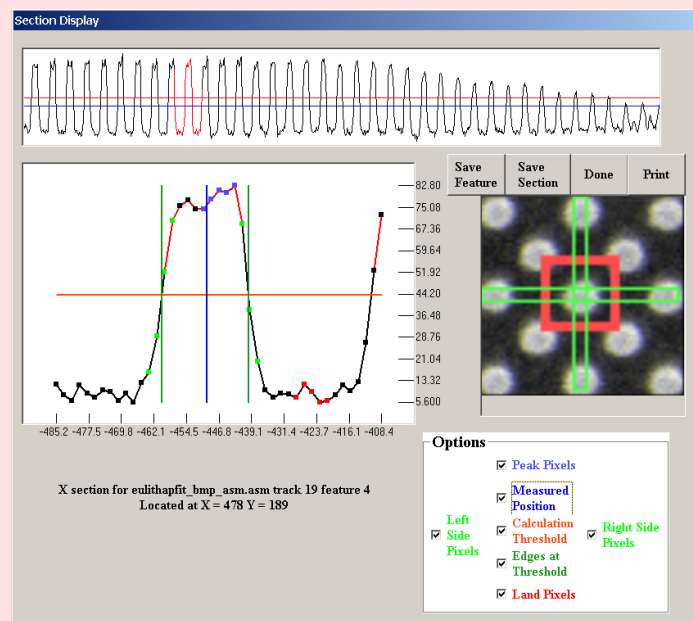 Section Display
Save Feature
Save Section
Done
Print
82.80
75.08
67.36
59.64
51.92
44.20
36.48
28.76
21.04
13.32
5.600
-485.2 -477.5 -469.8 -462.1 -454.5 -446.8 -439.1 -431.4 -423.7 -416.1 -408.4
X section for eulithapfit_bmp_asm.asm track 19 feature 4
Located at X = 478 Y = 189
Options
Peak Pixels
Measured
Position
Left
Side
Pixels
Calculation
Threshold
Right Side
Pixels
Edges at
Threshold
Land Pixels